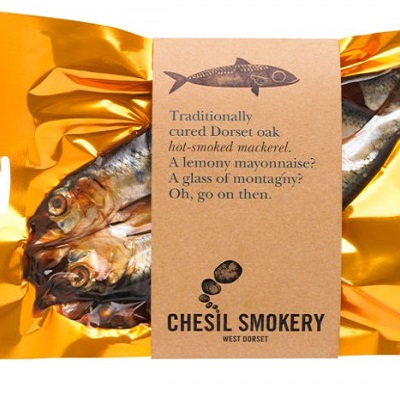 Traditionally
cured Dorset oak
hot-smoked mackerel.
A lemony mayonnaise?
A glass of montagny?
Oh, go on then.
CHESIL SMOKERY
WEST DORSET